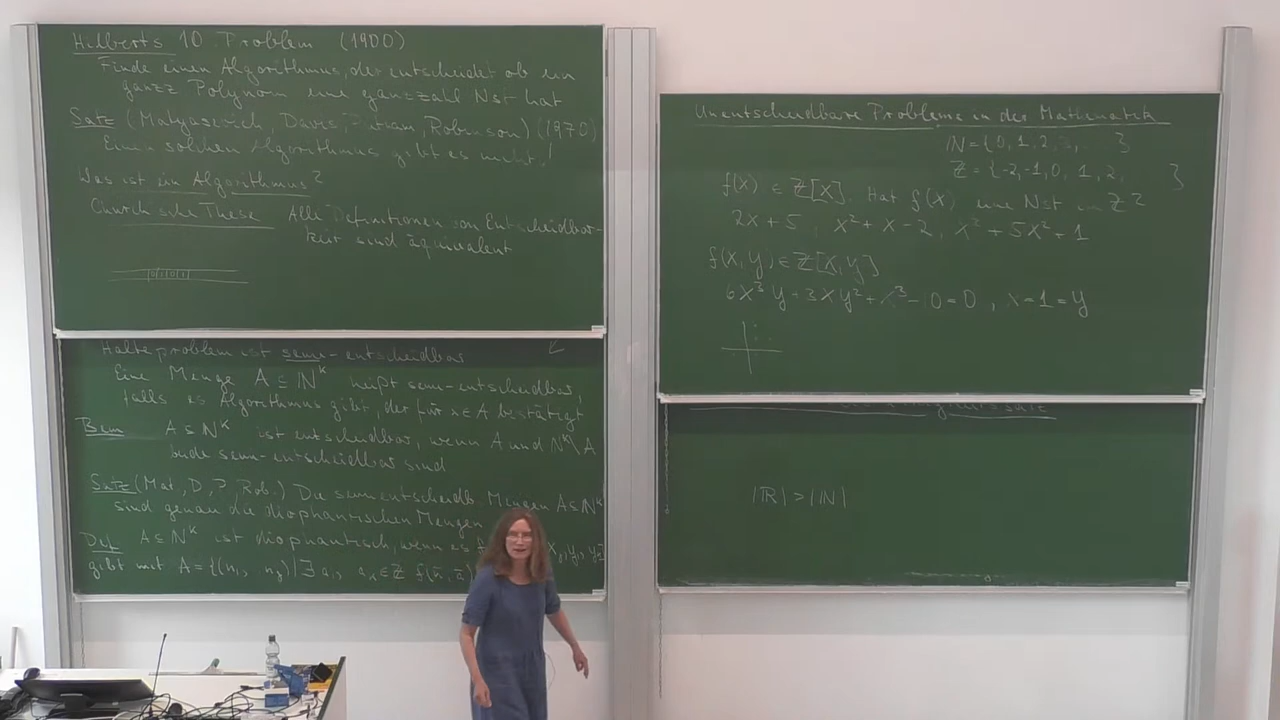 Hilberts 10. Problem (1900)
Finde einen Algorithmus, der entscheidet ob ein
ganzz Polynom eine ganzzahl Nst hat
Satz (Matyasevich, Davis, Putnam, Robinson) (1970)
Einen solchen Algorithmus gibt es nicht!
Was ist ein Algorithmus?
Church'sche These Alle Definitionen von Entscheidbar-
keit sind äquivalent
Halteproblem ist semi-entscheidbar
Eine Menge A ⊆ ℕ^k heißt semi-entscheidbar,
falls es Algorithmus gibt, der für x∈A bestätigt
Bem A ⊆ ℕ^k ist entscheidbar, wenn A und ℕ^k\A
beide semi-entscheidbar sind
Satz (Mat., D., P., Rob.) Die sementscheidb Mengen A⊆ℕ^k
sind genau die diophantischen Mengen
Def A⊆ℕ^k ist diophantisch, wenn es
gibt mit A={(n₁, | ∃ a₁, ∈ℤ f(n̄,ā)
Unentscheidbare Probleme in der Mathematik
ℕ = {0, 1, 2, 3, }
ℤ = {-2,-1,0, 1, 2, }
f(x) ∈ ℤ[x]. Hat f(x) eine Nst in ℤ?
2x+5, x²+x-2, x² +5x²+1
f(x,y) ∈ ℤ[x,y]
6x³y+3xy²+x³-10=0, x=1=y
|ℝ| > |ℕ|